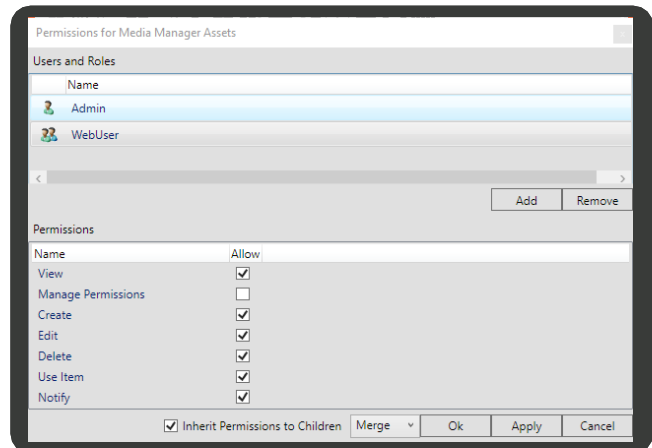 Permissions for Media Manager Assets
Users and Roles
Name
Admin
WebUser
Add Remove
Permissions
Name Allow
View
Manage Permissions
Create
Edit
Delete
Use Item
Notify
Inherit Permissions to Children Merge Ok Apply Cancel